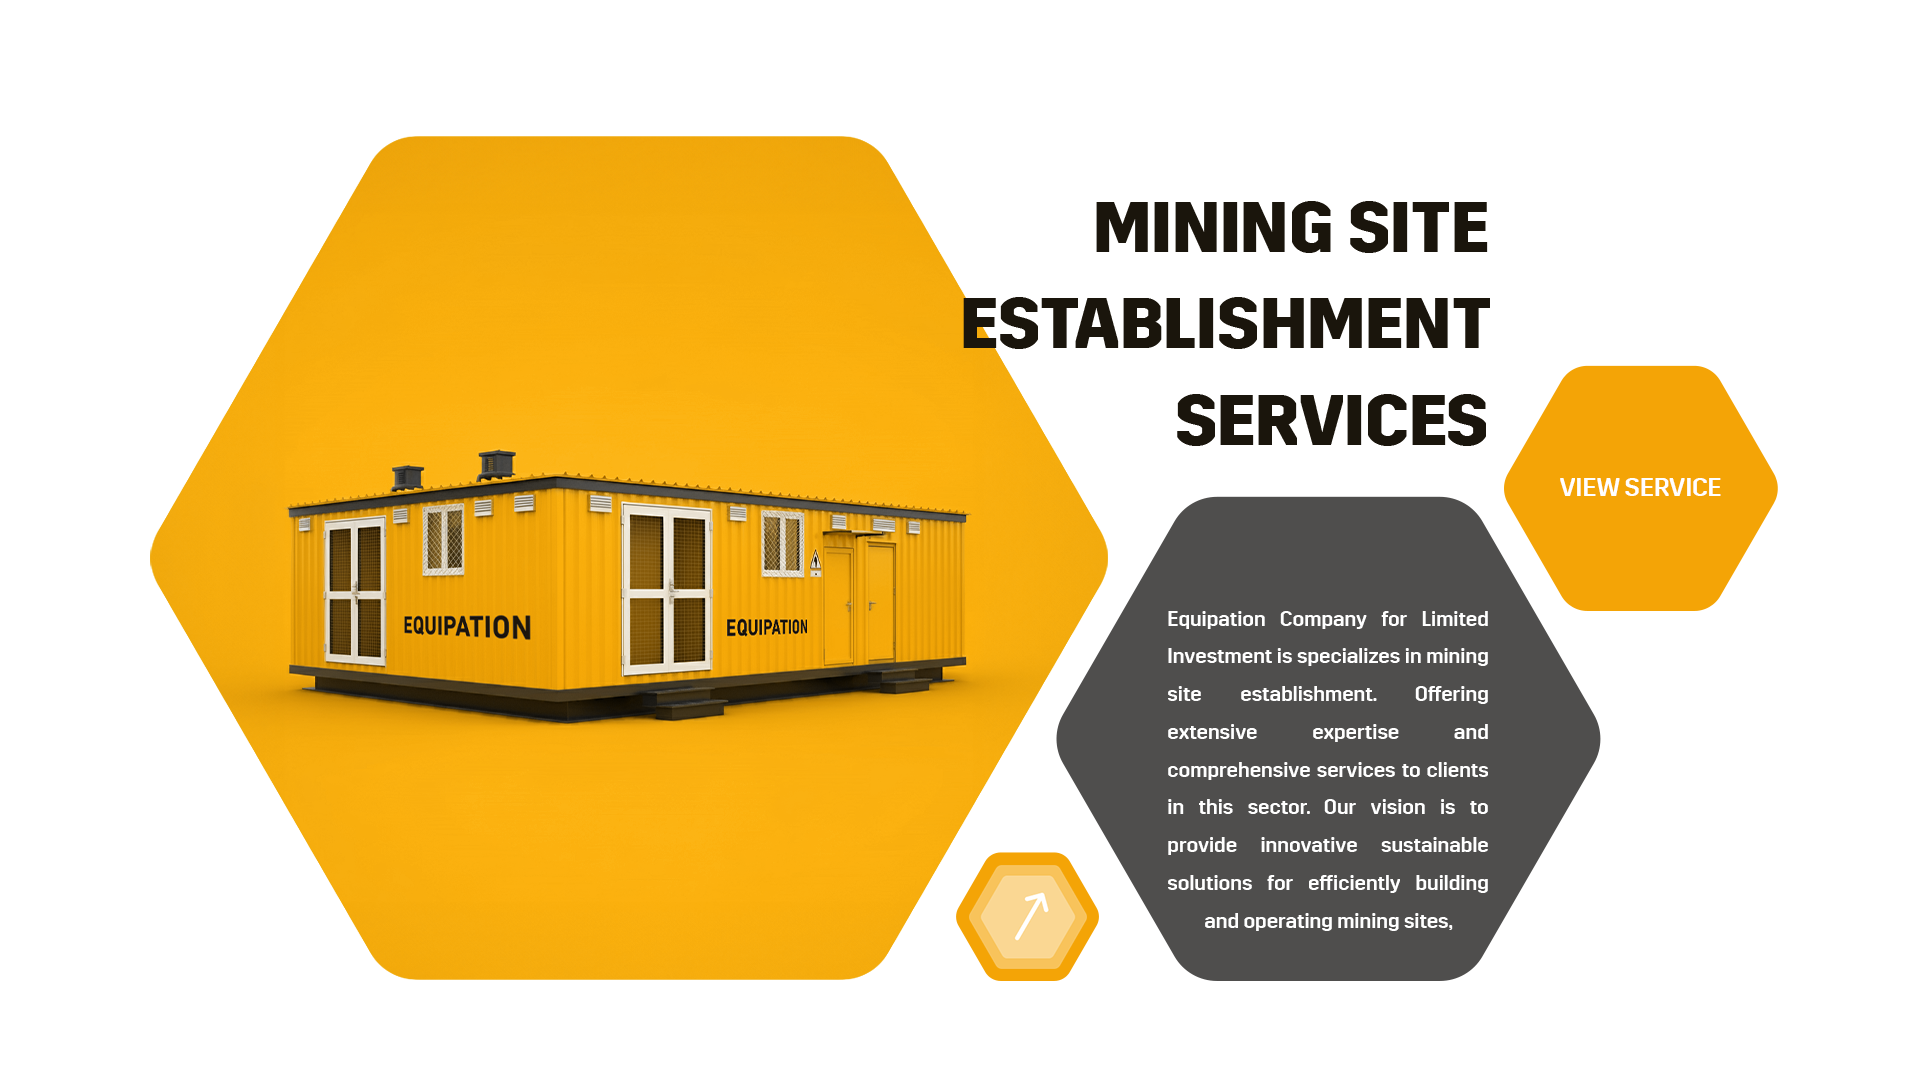 MINING SITE
ESTABLISHMENT
SERVICES
VIEW SERVICE
EQUIPATION
EQUIPATION
Equipation Company for Limited
Investment is specializes in mining
site establishment. Offering
extensive expertise and
comprehensive services to clients
in this sector. Our vision is to
provide innovative sustainable
solutions for efficiently building
and operating mining sites,